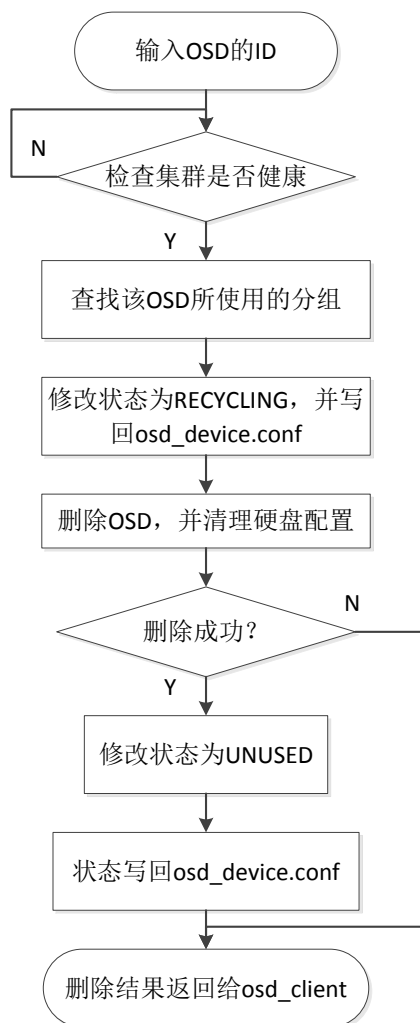 输入OSD的ID
N
检查集群是否健康
Y
查找该OSD所使用的分组
修改状态为RECYCLING，并写
回osd_device.conf
删除OSD，并清理硬盘配置
N
删除成功？
Y
修改状态为UNUSED
状态写回osd_device.conf
删除结果返回给osd_client